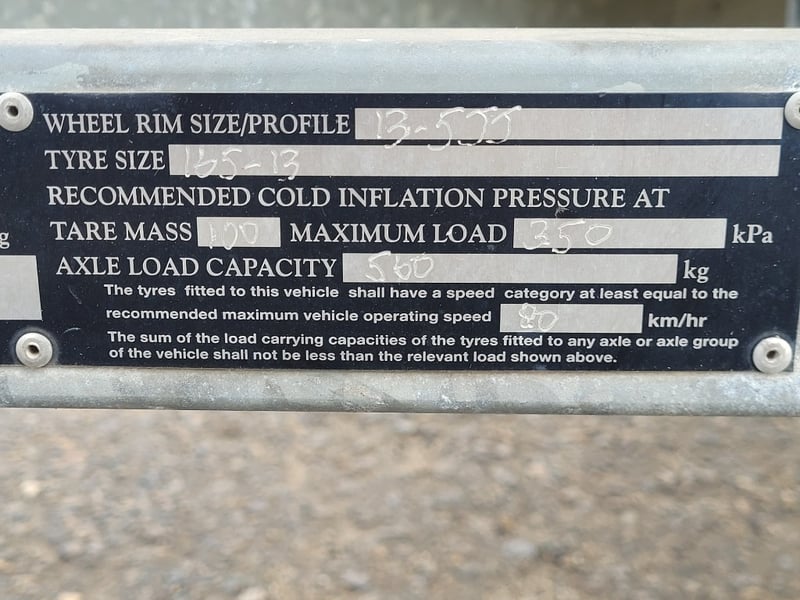 WHEEL RIM SIZE/PROFILE 13-5JJ
TYRE SIZE 165-13
RECOMMENDED COLD INFLATION PRESSURE AT
g TARE MASS 100 MAXIMUM LOAD 350 kPa
AXLE LOAD CAPACITY 560 kg
The tyres fitted to this vehicle shall have a speed category at least equal to the
recommended maximum vehicle operating speed 80 km/hr
The sum of the load carrying capacities of the tyres fitted to any axle or axle group
of the vehicle shall not be less than the relevant load shown above.